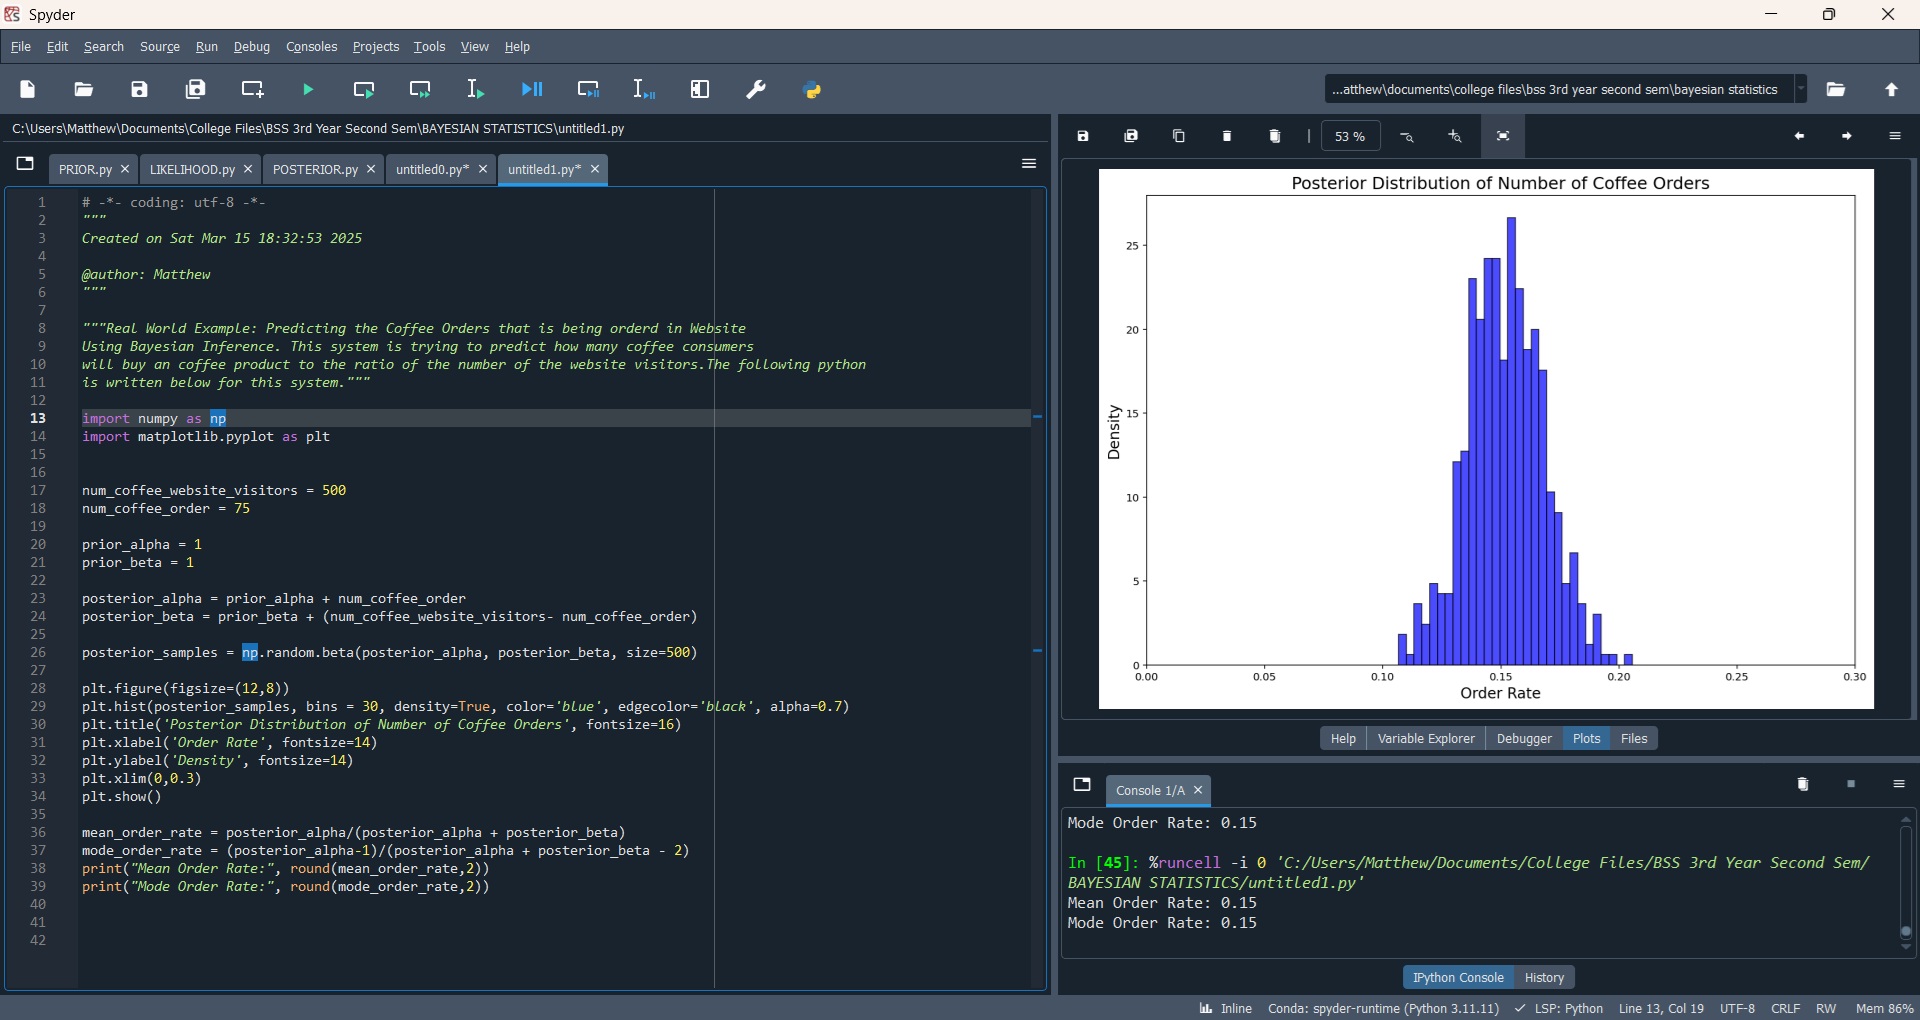 Spyder
File Edit Search Source Run Debug Consoles Projects Tools View Help
...atthew\documents\college files\bss 3rd year second sem\bayesian statistics
C:\Users\Matthew\Documents\College Files\BSS 3rd Year Second Sem\BAYESIAN STATISTICS\untitled1.py
PRIOR.py LIKELIHOOD.py POSTERIOR.py untitled0.py* untitled1.py*
1 # -*- coding: utf-8 -*-
2 """
3 Created on Sat Mar 15 18:32:53 2025
4
5 @author: Matthew
6 """
7
8 """Real World Example: Predicting the Coffee Orders that is being orderd in Website
9 Using Bayesian Inference. This system is trying to predict how many coffee consumers
10 will buy an coffee product to the ratio of the number of the website visitors.The following python
11 is written below for this system."""
12
13 import numpy as np
14 import matplotlib.pyplot as plt
15
16
17 num_coffee_website_visitors = 500
18 num_coffee_order = 75
19
20 prior_alpha = 1
21 prior_beta = 1
22
23 posterior_alpha = prior_alpha + num_coffee_order
24 posterior_beta = prior_beta + (num_coffee_website_visitors- num_coffee_order)
25
26 posterior_samples = np.random.beta(posterior_alpha, posterior_beta, size=500)
27
28 plt.figure(figsize=(12,8))
29 plt.hist(posterior_samples, bins = 30, density=True, color='blue', edgecolor='black', alpha=0.7)
30 plt.title('Posterior Distribution of Number of Coffee Orders', fontsize=16)
31 plt.xlabel('Order Rate', fontsize=14)
32 plt.ylabel('Density', fontsize=14)
33 plt.xlim(0,0.3)
34 plt.show()
35
36 mean_order_rate = posterior_alpha/(posterior_alpha + posterior_beta)
37 mode_order_rate = (posterior_alpha-1)/(posterior_alpha + posterior_beta - 2)
38 print("Mean Order Rate:", round(mean_order_rate,2))
39 print("Mode Order Rate:", round(mode_order_rate,2))
40
41
42
53 %
Posterior Distribution of Number of Coffee Orders
25
20
15
10
5
0
Density
0.00 0.05 0.10 0.15 0.20 0.25 0.30
Order Rate
Help Variable Explorer Debugger Plots Files
Console 1/A
Mode Order Rate: 0.15
In [45]: %runcell -i 0 'C:/Users/Matthew/Documents/College Files/BSS 3rd Year Second Sem/
BAYESIAN STATISTICS/untitled1.py'
Mean Order Rate: 0.15
Mode Order Rate: 0.15
IPython Console History
Inline Conda: spyder-runtime (Python 3.11.11) LSP: Python Line 13, Col 19 UTF-8 CRLF RW Mem 86%